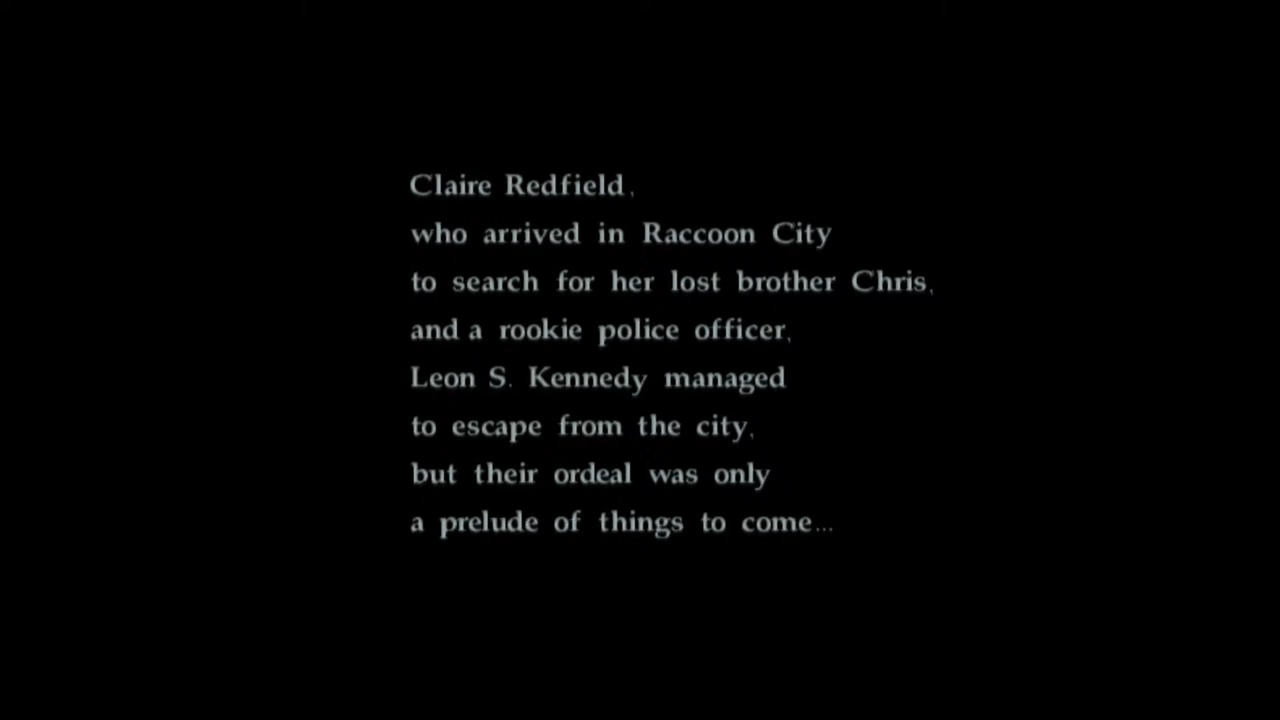 Claire Redfield,
who arrived in Raccoon City
to search for her lost brother Chris,
and a rookie police officer,
Leon S. Kennedy managed
to escape from the city,
but their ordeal was only
a prelude of things to come...